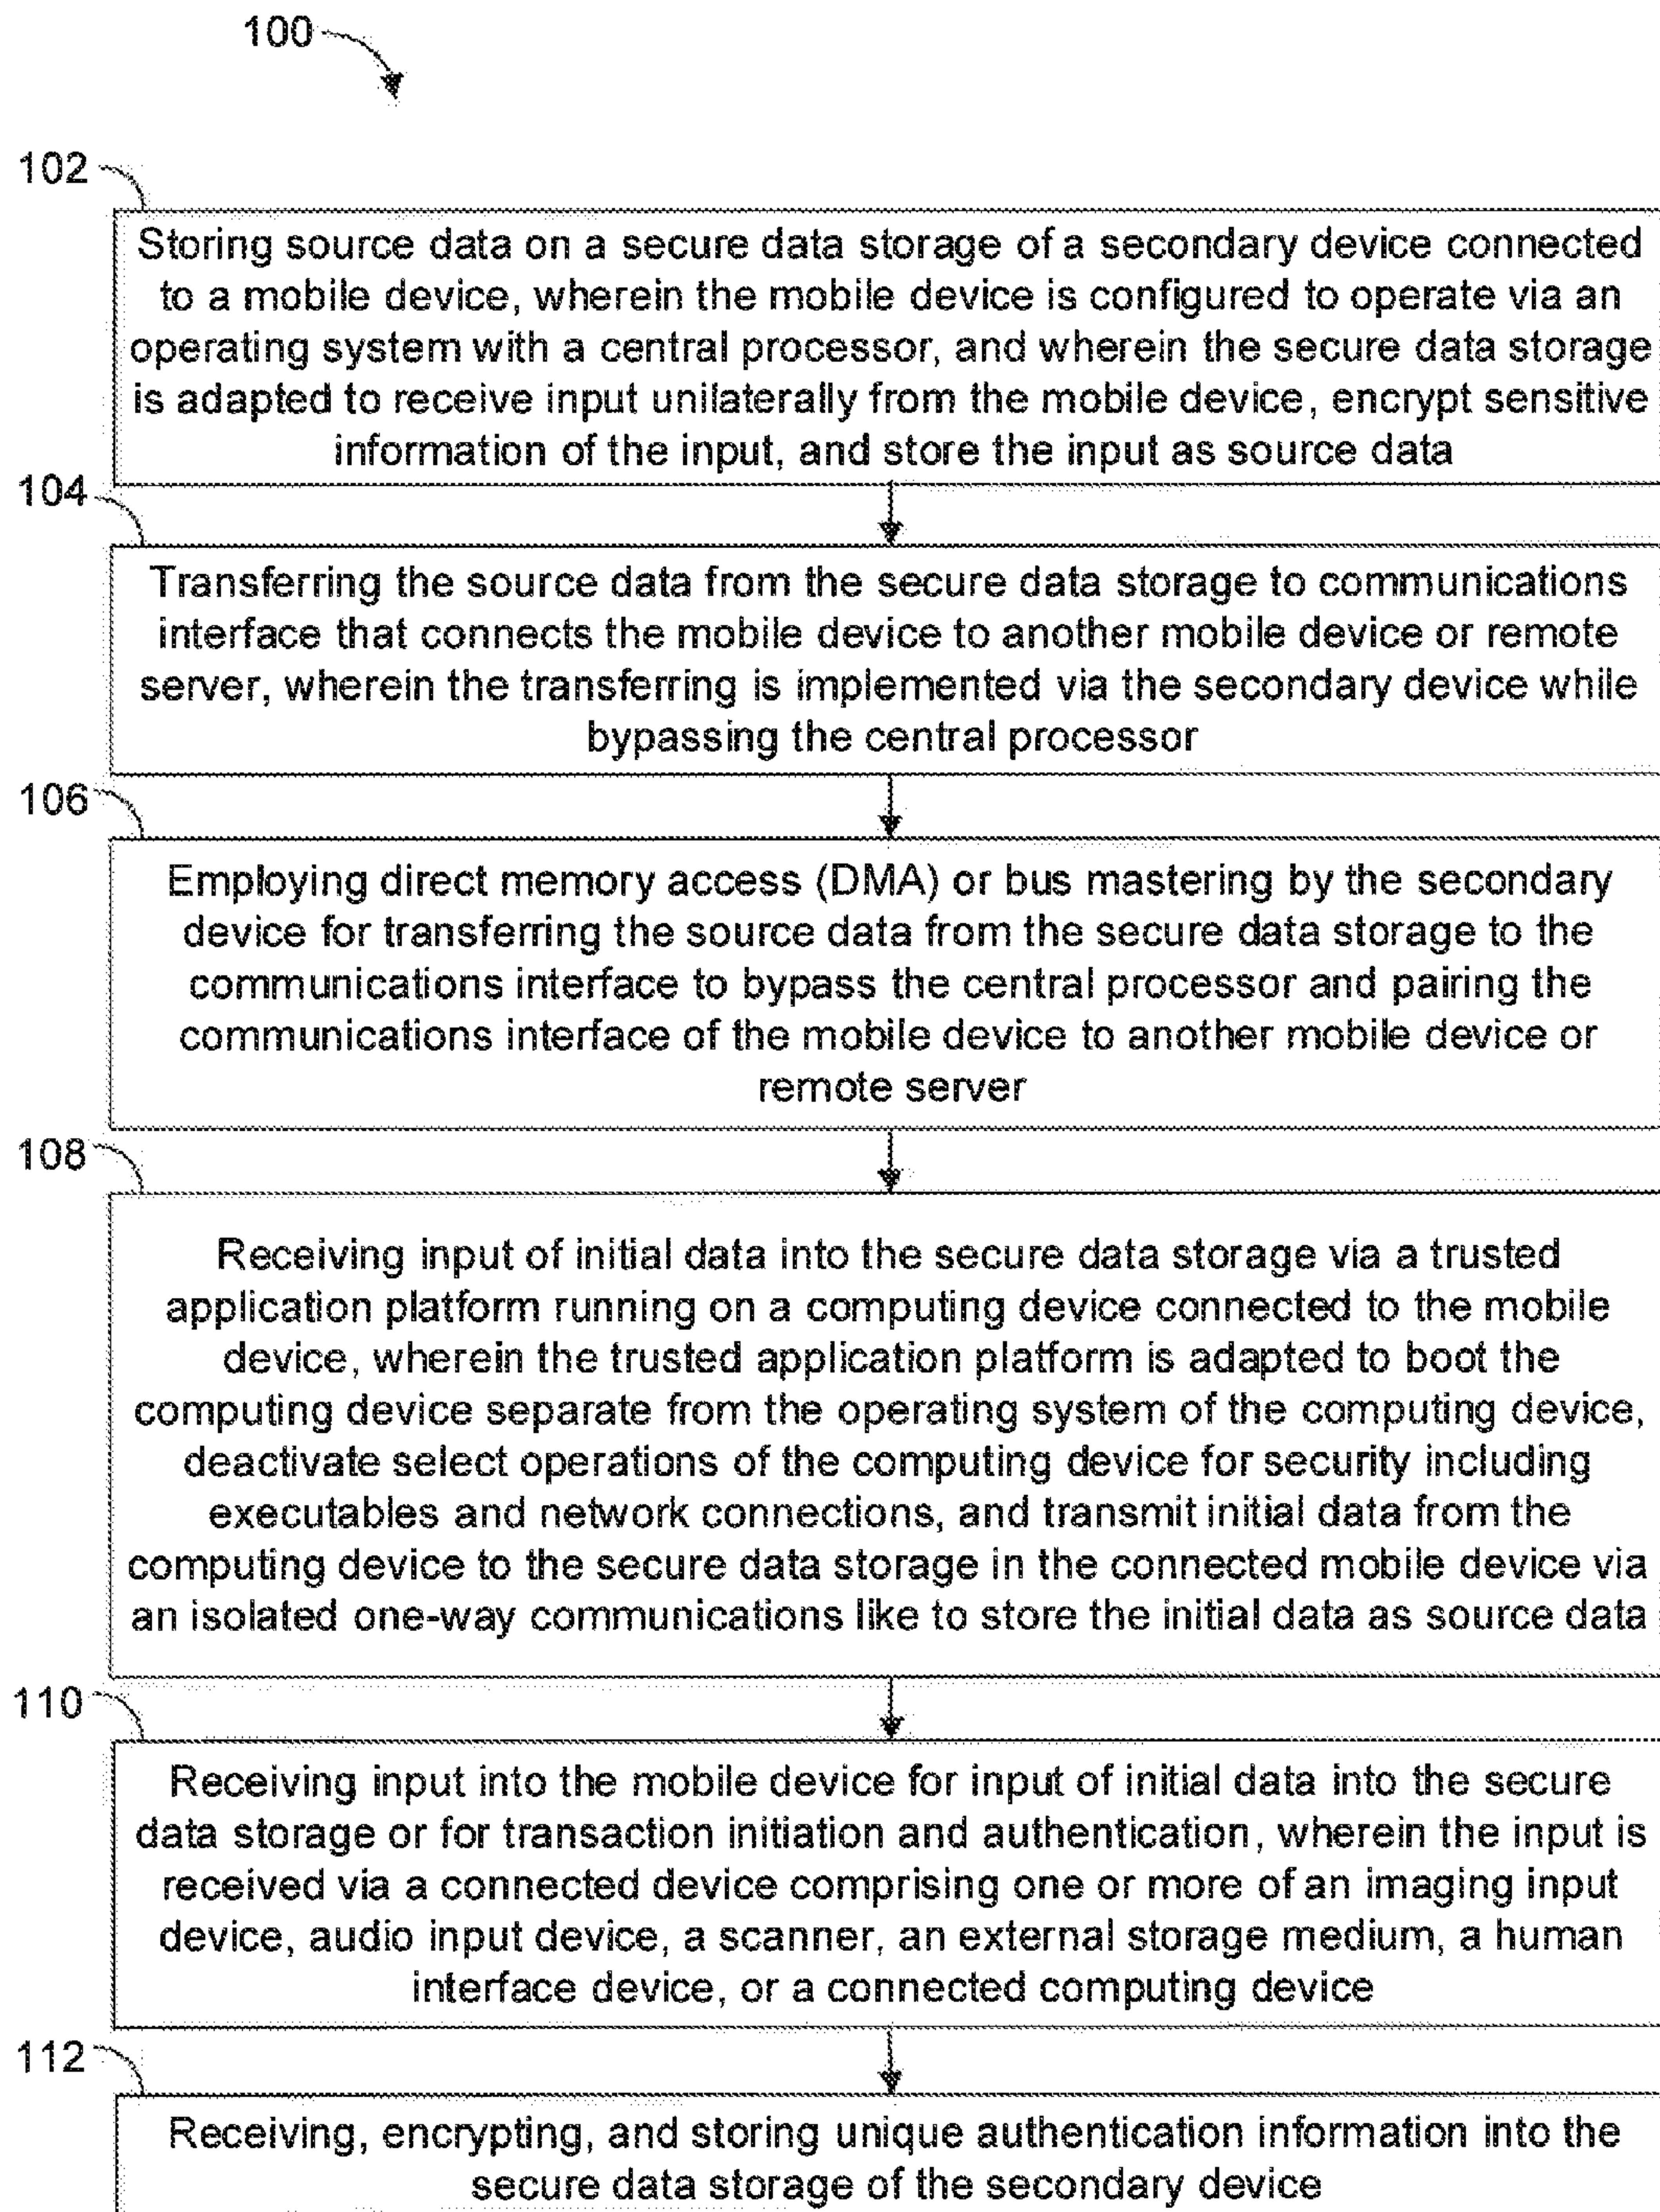 100
102
Storing source data on a secure data storage of a secondary device connected
to a mobile device, wherein the mobile device is configured to operate via an
operating system with a central processor, and wherein the secure data storage
is adapted to receive input unilaterally from the mobile device, encrypt sensitive
information of the input, and store the input as source data
104
Transferring the source data from the secure data storage to communications
interface that connects the mobile device to another mobile device or remote
server, wherein the transferring is implemented via the secondary device while
bypassing the central processor
106
Employing direct memory access (DMA) or bus mastering by the secondary
device for transferring the source data from the secure data storage to the
communications interface to bypass the central processor and pairing the
communications interface of the mobile device to another mobile device or
remote server
108
Receiving input of initial data into the secure data storage via a trusted
application platform running on a computing device connected to the mobile
device, wherein the trusted application platform is adapted to boot the
computing device separate from the operating system of the computing device,
deactivate select operations of the computing device for security including
executables and network connections, and transmit initial data from the
computing device to the secure data storage in the connected mobile device via
an isolated one-way communications like to store the initial data as source data
110
Receiving input into the mobile device for input of initial data into the secure
data storage or for transaction initiation and authentication, wherein the input is
received via a connected device comprising one or more of an imaging input
device, audio input device, a scanner, an external storage medium, a human
interface device, or a connected computing device
112
Receiving, encrypting, and storing unique authentication information into the
secure data storage of the secondary device